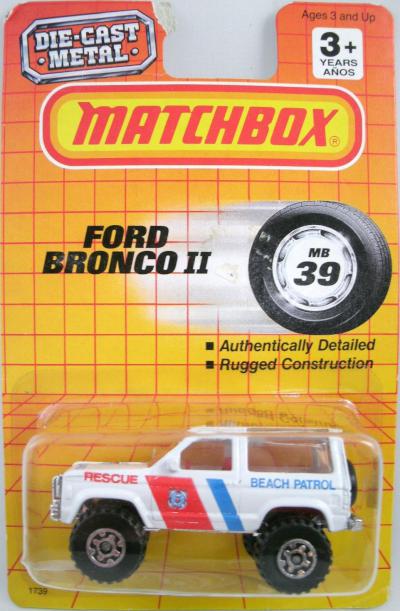 Ages 3 and Up
DIE-CAST
METAL
3+
YEARS
AÑOS
MATCHBOX®
FORD
BRONCO II
MB
39
■ Authentically Detailed
■ Rugged Construction
RESCUE
BEACH PATROL
1739